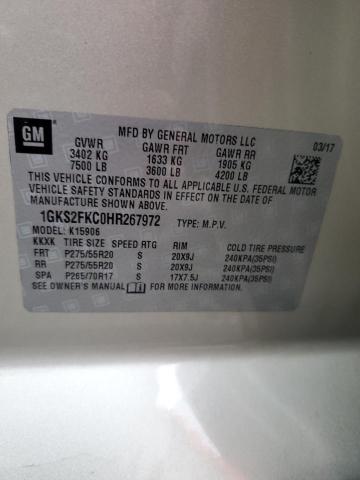 GM
MFD BY GENERAL MOTORS LLC
03/17
GVWR GAWR FRT GAWR RR
3402 KG 1633 KG 1905 KG
7500 LB 3600 LB 4200 LB
THIS VEHICLE CONFORMS TO ALL APPLICABLE U.S. FEDERAL MOTOR
VEHICLE SAFETY STANDARDS IN EFFECT ON THE DATE OF
MANUFACTURE SHOWN ABOVE.
1GKS2FKC0HR267972 TYPE: M.P.V.
MODEL: K15906
KKXK TIRE SIZE SPEED RTG RIM COLD TIRE PRESSURE
FRT P275/55R20 S 20X9J 240KPA(35PSI)
RR P275/55R20 S 20X9J 240KPA(35PSI)
SPA P265/70R17 S 17X7.5J 240KPA(35PSI)
SEE OWNER'S MANUAL FOR MORE INFORMATION